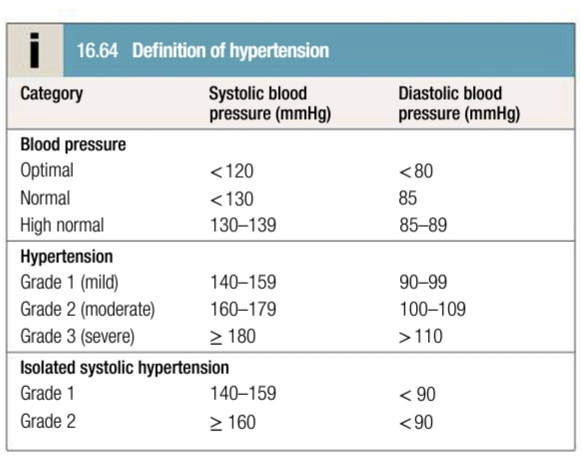 i 16.64 Definition of hypertension
Category Systolic blood pressure (mmHg) Diastolic blood pressure (mmHg)
Blood pressure
Optimal <120 <80
Normal <130 85
High normal 130–139 85–89
Hypertension
Grade 1 (mild) 140–159 90–99
Grade 2 (moderate) 160–179 100–109
Grade 3 (severe) ≥ 180 >110
Isolated systolic hypertension
Grade 1 140–159 < 90
Grade 2 ≥ 160 <90